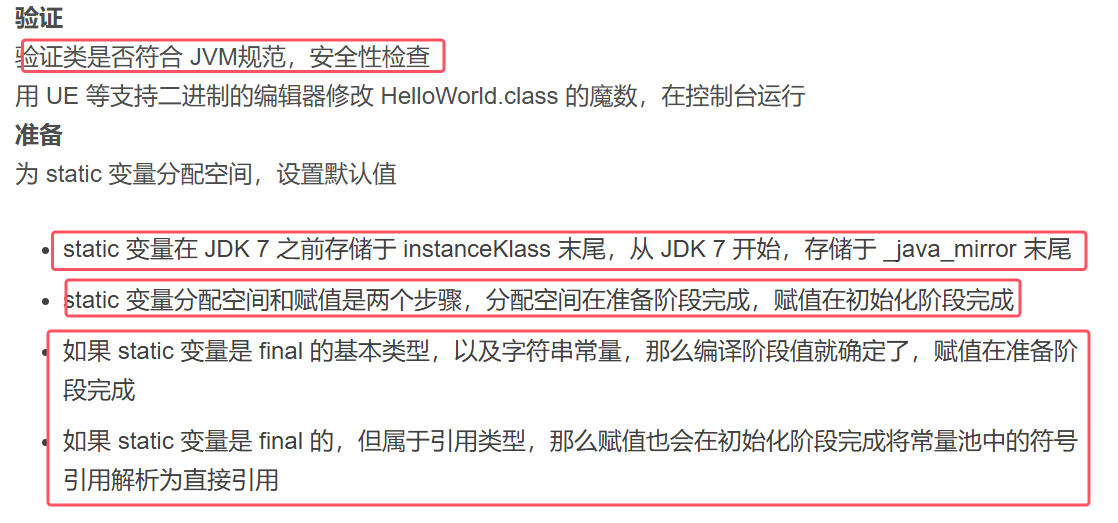 验证
验证类是否符合 JVM规范，安全性检查
用 UE 等支持二进制的编辑器修改 HelloWorld.class 的魔数，在控制台运行
准备
为 static 变量分配空间，设置默认值
static 变量在 JDK 7 之前存储于 instanceKlass 末尾，从 JDK 7 开始，存储于 _java_mirror 末尾
static 变量分配空间和赋值是两个步骤，分配空间在准备阶段完成，赋值在初始化阶段完成
如果 static 变量是 final 的基本类型，以及字符串常量，那么编译阶段值就确定了，赋值在准备阶
段完成
如果 static 变量是 final 的，但属于引用类型，那么赋值也会在初始化阶段完成将常量池中的符号
引用解析为直接引用